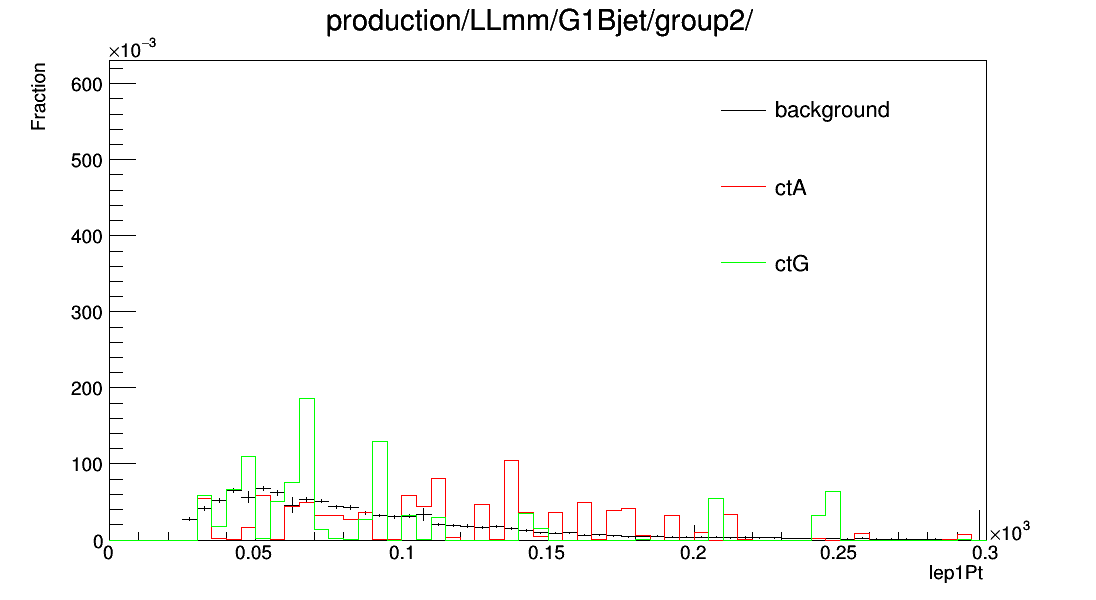 production/LLmm/G1Bjet/group2/
×10⁻³
Fraction
600
500
400
300
200
100
0
background
ctA
ctG
0 0.05 0.1 0.15 0.2 0.25 0.3
×10³
lep1Pt